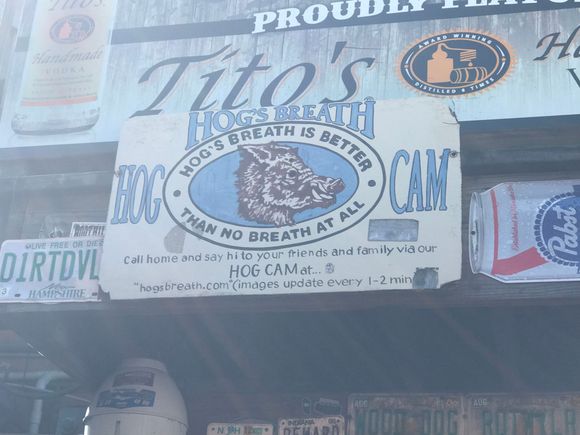 PROUDLY
Handmade
VODKA
Tito's
AWARD WINNING
DISTILLED 6 TIMES
HOG'S BREATH
HOG'S BREATH IS BETTER
THAN NO BREATH AT ALL
HOG CAM
Call home and say hi to your friends and family via our
HOG CAM at...
"hogsbreath.com"(images update every 1-2 min
LIVE FREE OR DIE
D1RTDVL
NEW HAMPSHIRE
Pabst
INDIANA